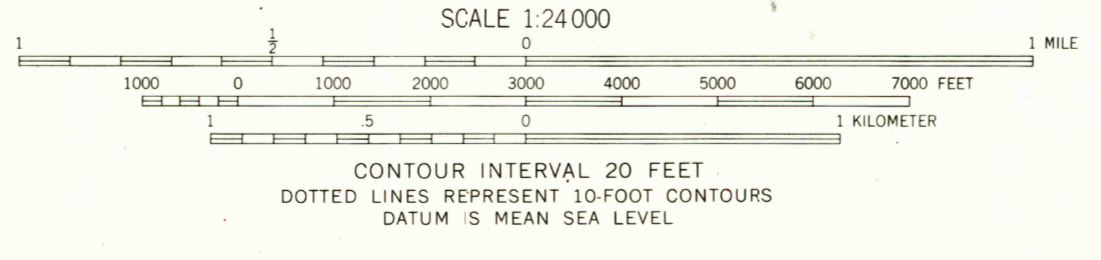 SCALE 1:24 000
1 ½ 0 1 MILE
1000 0 1000 2000 3000 4000 5000 6000 7000 FEET
1 .5 0 1 KILOMETER
CONTOUR INTERVAL 20 FEET
DOTTED LINES REPRESENT 10-FOOT CONTOURS
DATUM IS MEAN SEA LEVEL